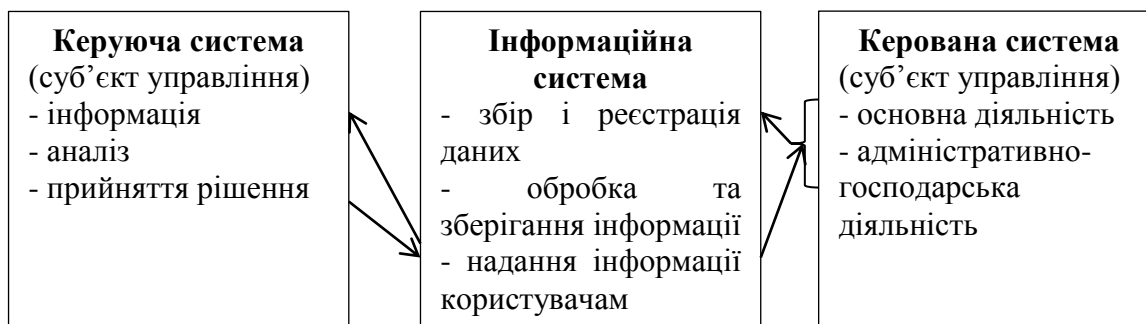 Керуюча система
(суб’єкт управління)
- інформація
- аналіз
- прийняття рішення
Інформаційна
система
- збір і реєстрація
даних
- обробка та
зберігання інформації
- надання інформації
користувачам
Керована система
(суб’єкт управління)
- основна діяльність
- адміністративно-
господарська
діяльність